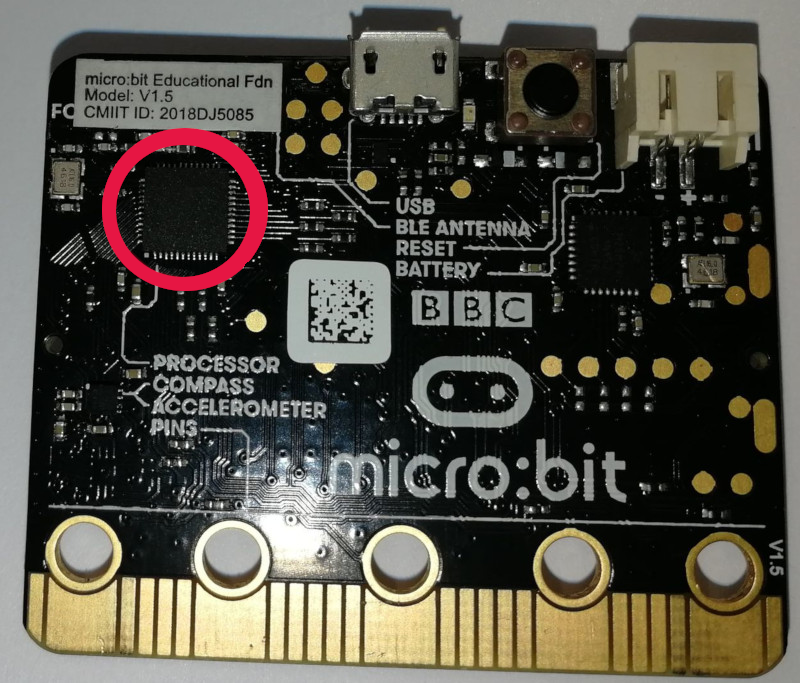 micro:bit Educational Fdn
Model: V1.5
CMIIT ID: 2018DJ5085
USB
BLE ANTENNA
RESET
BATTERY
- +
BBC
PROCESSOR
COMPASS
ACCELEROMETER
PINS
micro:bit
V1.5